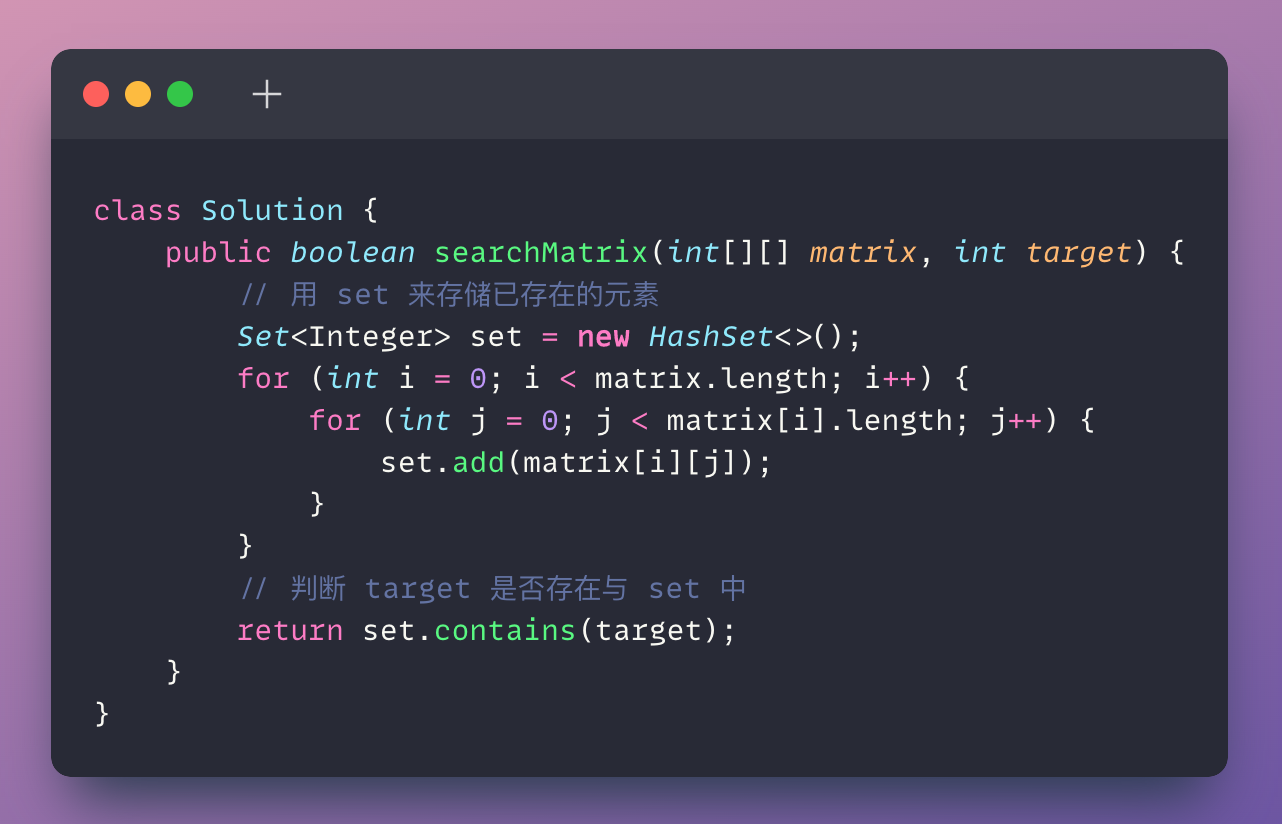 class Solution {
    public boolean searchMatrix(int[][] matrix, int target) {
        // 用 set 来存储已存在的元素
        Set<Integer> set = new HashSet<>();
        for (int i = 0; i < matrix.length; i++) {
            for (int j = 0; j < matrix[i].length; j++) {
                set.add(matrix[i][j]);
            }
        }
        // 判断 target 是否存在与 set 中
        return set.contains(target);
    }
}